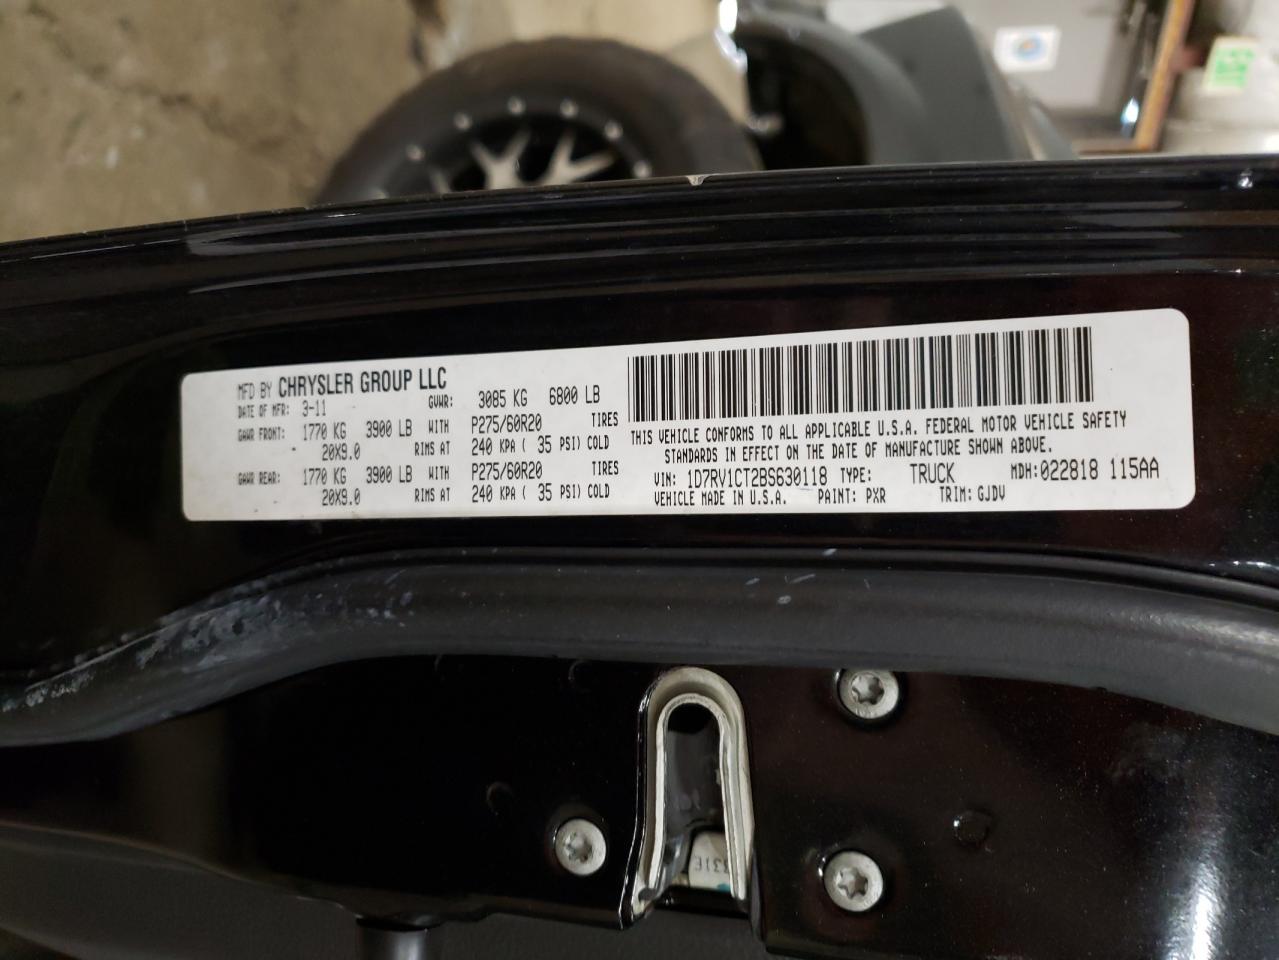 MFD BY CHRYSLER GROUP LLC
DATE OF MFR: 3-11 GVWR: 3085 KG 6800 LB
GAWR FRONT: 1770 KG 3900 LB WITH P275/60R20 TIRES
20X9.0 RIMS AT 240 KPA ( 35 PSI) COLD
GAWR REAR: 1770 KG 3900 LB WITH P275/60R20 TIRES
20X9.0 RIMS AT 240 KPA ( 35 PSI) COLD
THIS VEHICLE CONFORMS TO ALL APPLICABLE U.S.A. FEDERAL MOTOR VEHICLE SAFETY
STANDARDS IN EFFECT ON THE DATE OF MANUFACTURE SHOWN ABOVE.
VIN: 1D7RV1CT2BS630118 TYPE: TRUCK MDH: 022818 115AA
VEHICLE MADE IN U.S.A. PAINT: PXR TRIM: GJDV